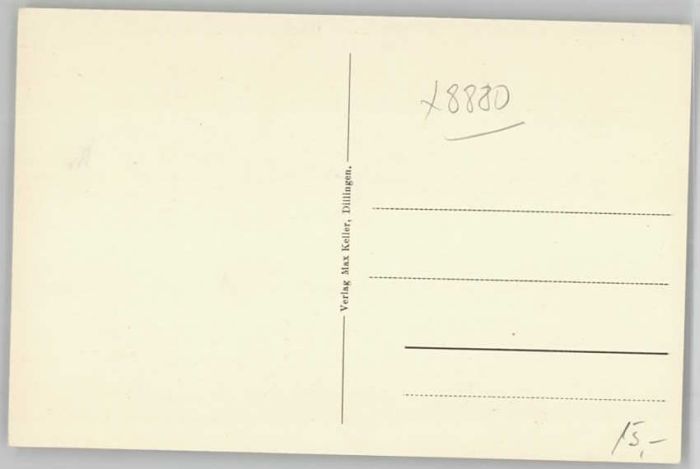 x8880
Verlag Max Keller, Dillingen.
15,-